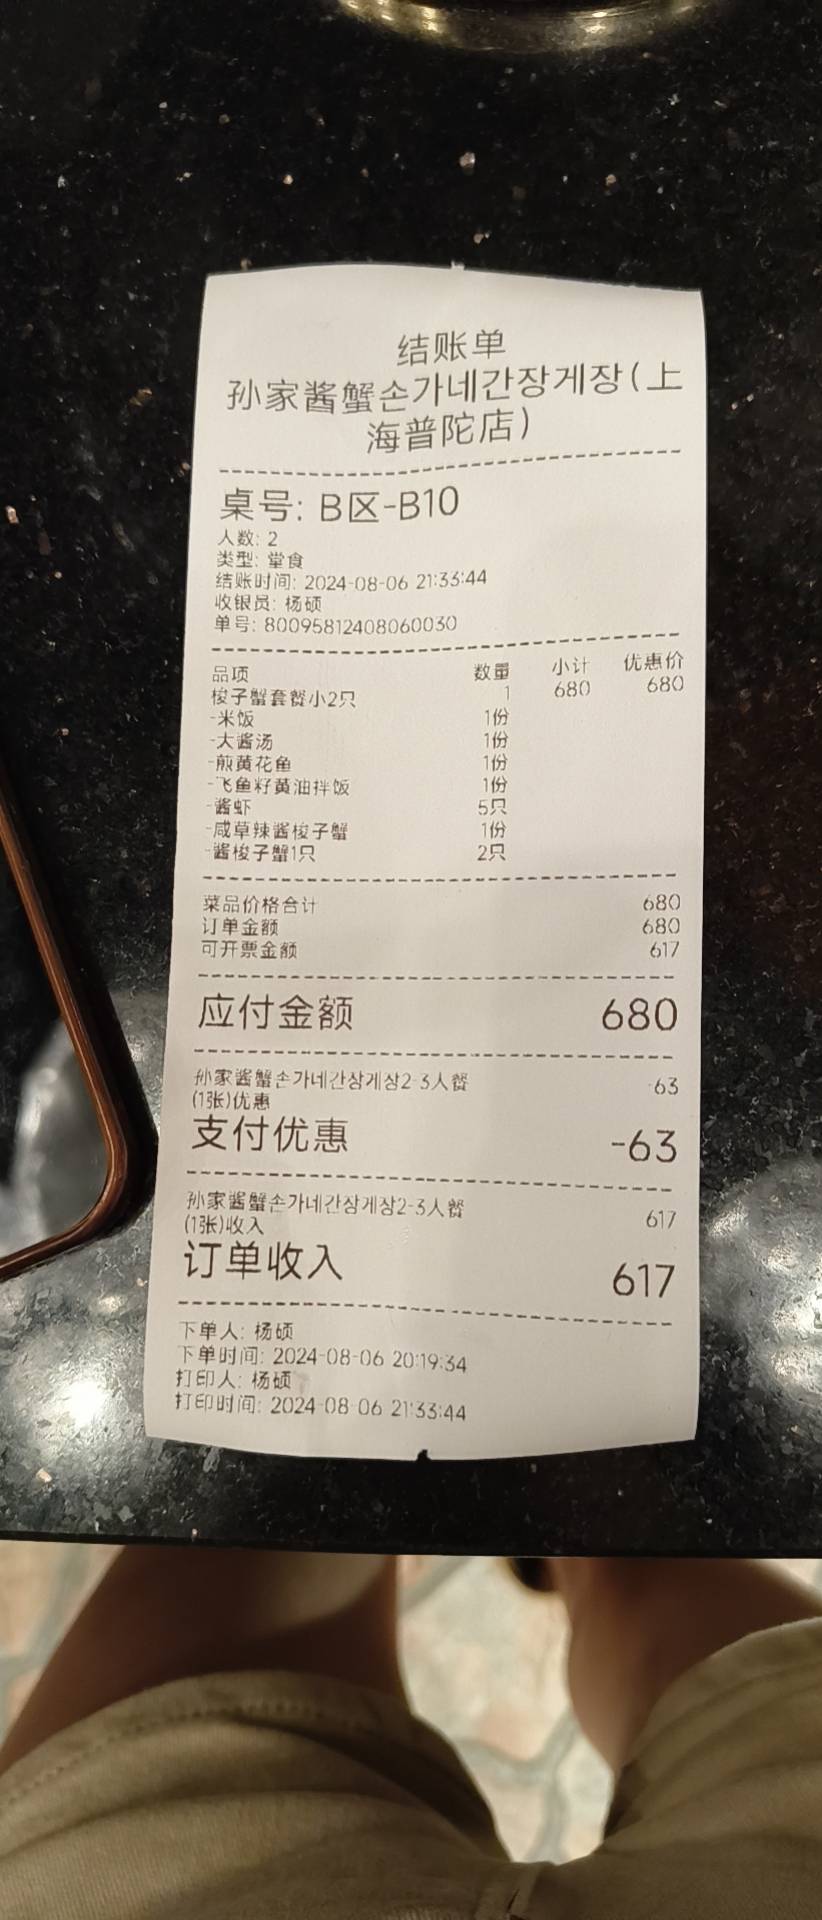 结账单
孙家酱蟹손가네간장게장(上
海普陀店)
桌号: B区-B10
人数: 2
类型: 堂食
结账时间: 2024-08-06 21:33:44
收银员: 杨硕
单号: 80095812408060030
品项 数量 小计 优惠价
梭子蟹套餐小2只 1 680 680
-米饭 1份
-大酱汤 1份
-煎黄花鱼 1份
-飞鱼籽黄油拌饭 1份
-酱虾 5只
-咸草辣酱梭子蟹 1份
-酱梭子蟹1只 2只
菜品价格合计 680
订单金额 680
可开票金额 617
应付金额 680
孙家酱蟹손가네간장게장2-3人餐 -63
(1张)优惠
支付优惠 -63
孙家酱蟹손가네간장게장2-3人餐 617
(1张)收入
订单收入 617
下单人: 杨硕
下单时间: 2024-08-06 20:19:34
打印人: 杨硕
打印时间: 2024-08-06 21:33:44